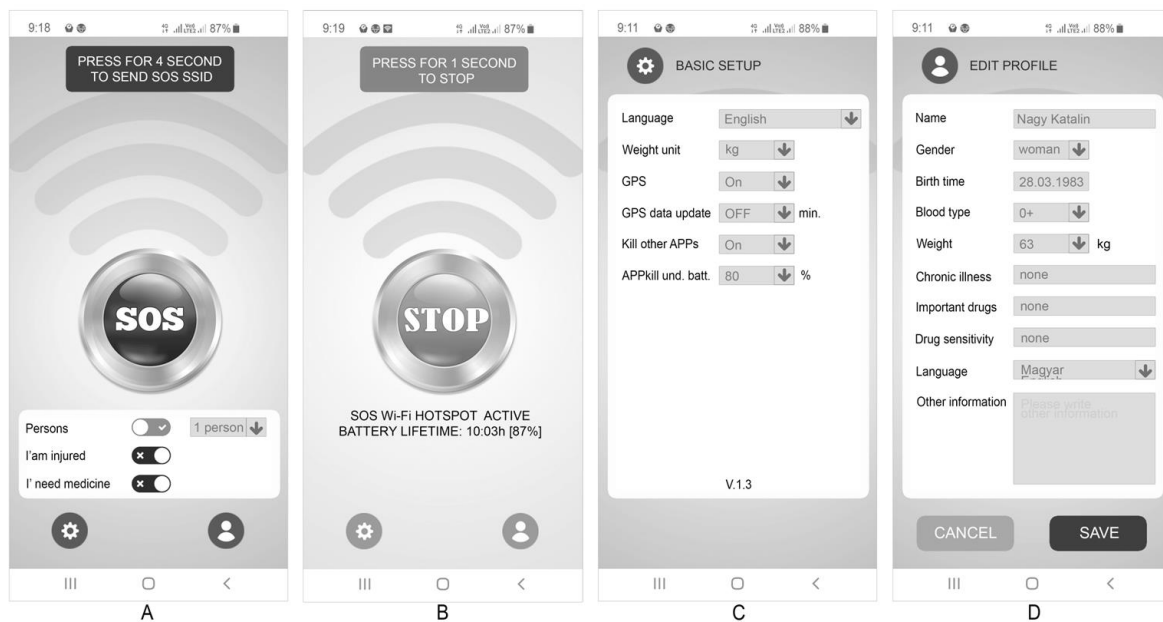 9:18 87%
PRESS FOR 4 SECOND
TO SEND SOS SSID
SOS
Persons 1 person
I'am injured
I' need medicine
A
9:19 87%
PRESS FOR 1 SECOND
TO STOP
STOP
SOS Wi-Fi HOTSPOT ACTIVE
BATTERY LIFETIME: 10:03h [87%]
B
9:11 88%
BASIC SETUP
Language English
Weight unit kg
GPS On
GPS data update OFF min.
Kill other APPs On
APPkill und. batt. 80 %
V.1.3
C
9:11 88%
EDIT PROFILE
Name Nagy Katalin
Gender woman
Birth time 28.03.1983
Blood type 0+
Weight 63 kg
Chronic illness none
Important drugs none
Drug sensitivity none
Language Magyar
English
Other information Please write
other information
CANCEL SAVE
D